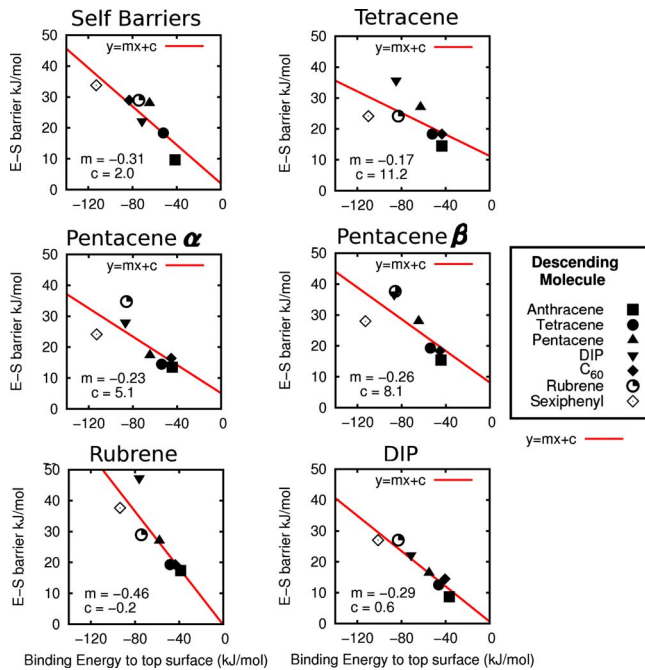 Self Barriers
E−S barrier kJ/mol
50
40
30
20
10
0
y=mx+c
m = −0.31
c = 2.0
−120 −80 −40 0
Tetracene
E−S barrier kJ/mol
50
40
30
20
10
0
y=mx+c
m = −0.17
c = 11.2
−120 −80 −40 0
Pentacene α
E−S barrier kJ/mol
50
40
30
20
10
0
y=mx+c
m = −0.23
c = 5.1
−120 −80 −40 0
Pentacene β
E−S barrier kJ/mol
50
40
30
20
10
0
y=mx+c
m = −0.26
c = 8.1
−120 −80 −40 0
Descending
Molecule
Anthracene
Tetracene
Pentacene
DIP
C60
Rubrene
Sexiphenyl
y=mx+c
Rubrene
E−S barrier kJ/mol
50
40
30
20
10
0
m = −0.46
c = −0.2
−120 −80 −40 0
Binding Energy to top surface (kJ/mol)
DIP
E−S barrier kJ/mol
50
40
30
20
10
0
y=mx+c
m = −0.29
c = 0.6
−120 −80 −40 0
Binding Energy to top surface (kJ/mol)